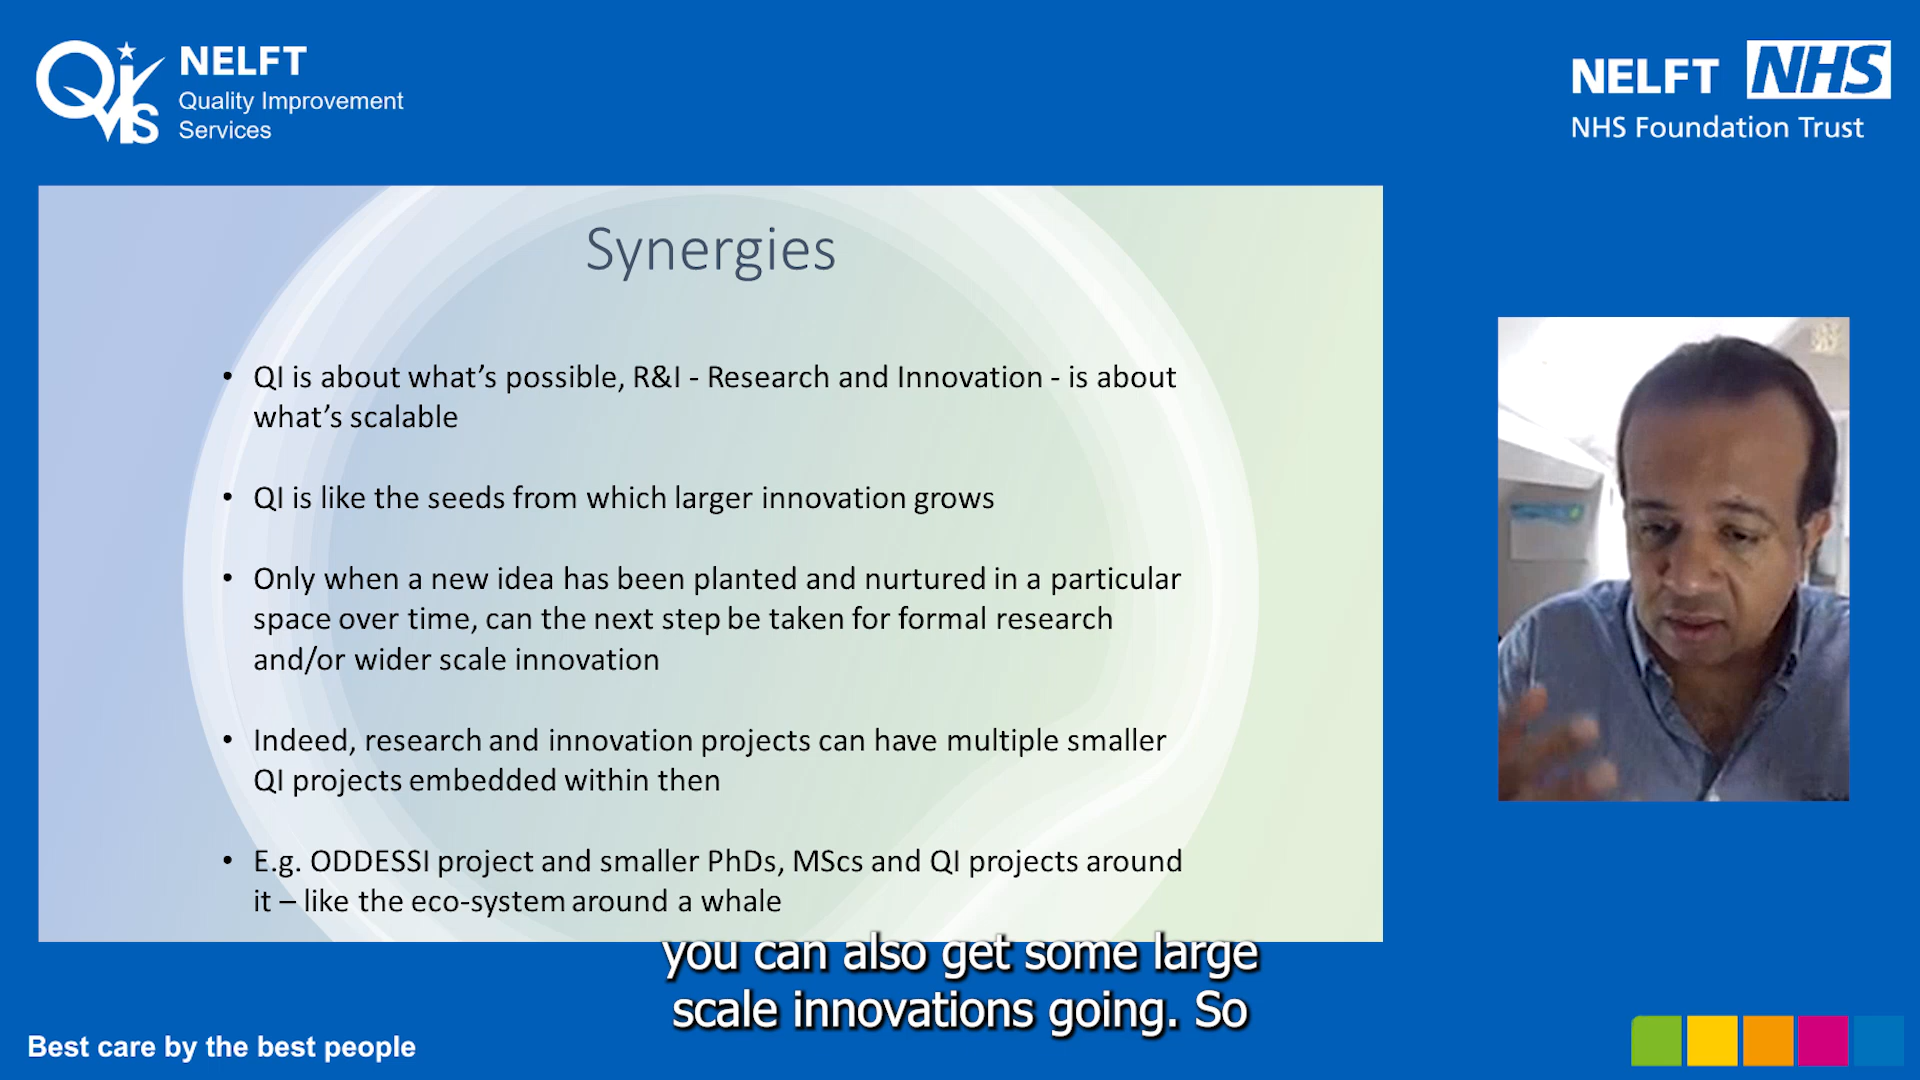 QiS
NELFT
Quality Improvement
Services
NELFT NHS
NHS Foundation Trust
Synergies
• QI is about what’s possible, R&I - Research and Innovation - is about
what’s scalable
• QI is like the seeds from which larger innovation grows
• Only when a new idea has been planted and nurtured in a particular
space over time, can the next step be taken for formal research
and/or wider scale innovation
• Indeed, research and innovation projects can have multiple smaller
QI projects embedded within then
• E.g. ODDESSI project and smaller PhDs, MScs and QI projects around
it – like the eco-system around a whale
you can also get some large
scale innovations going. So
Best care by the best people